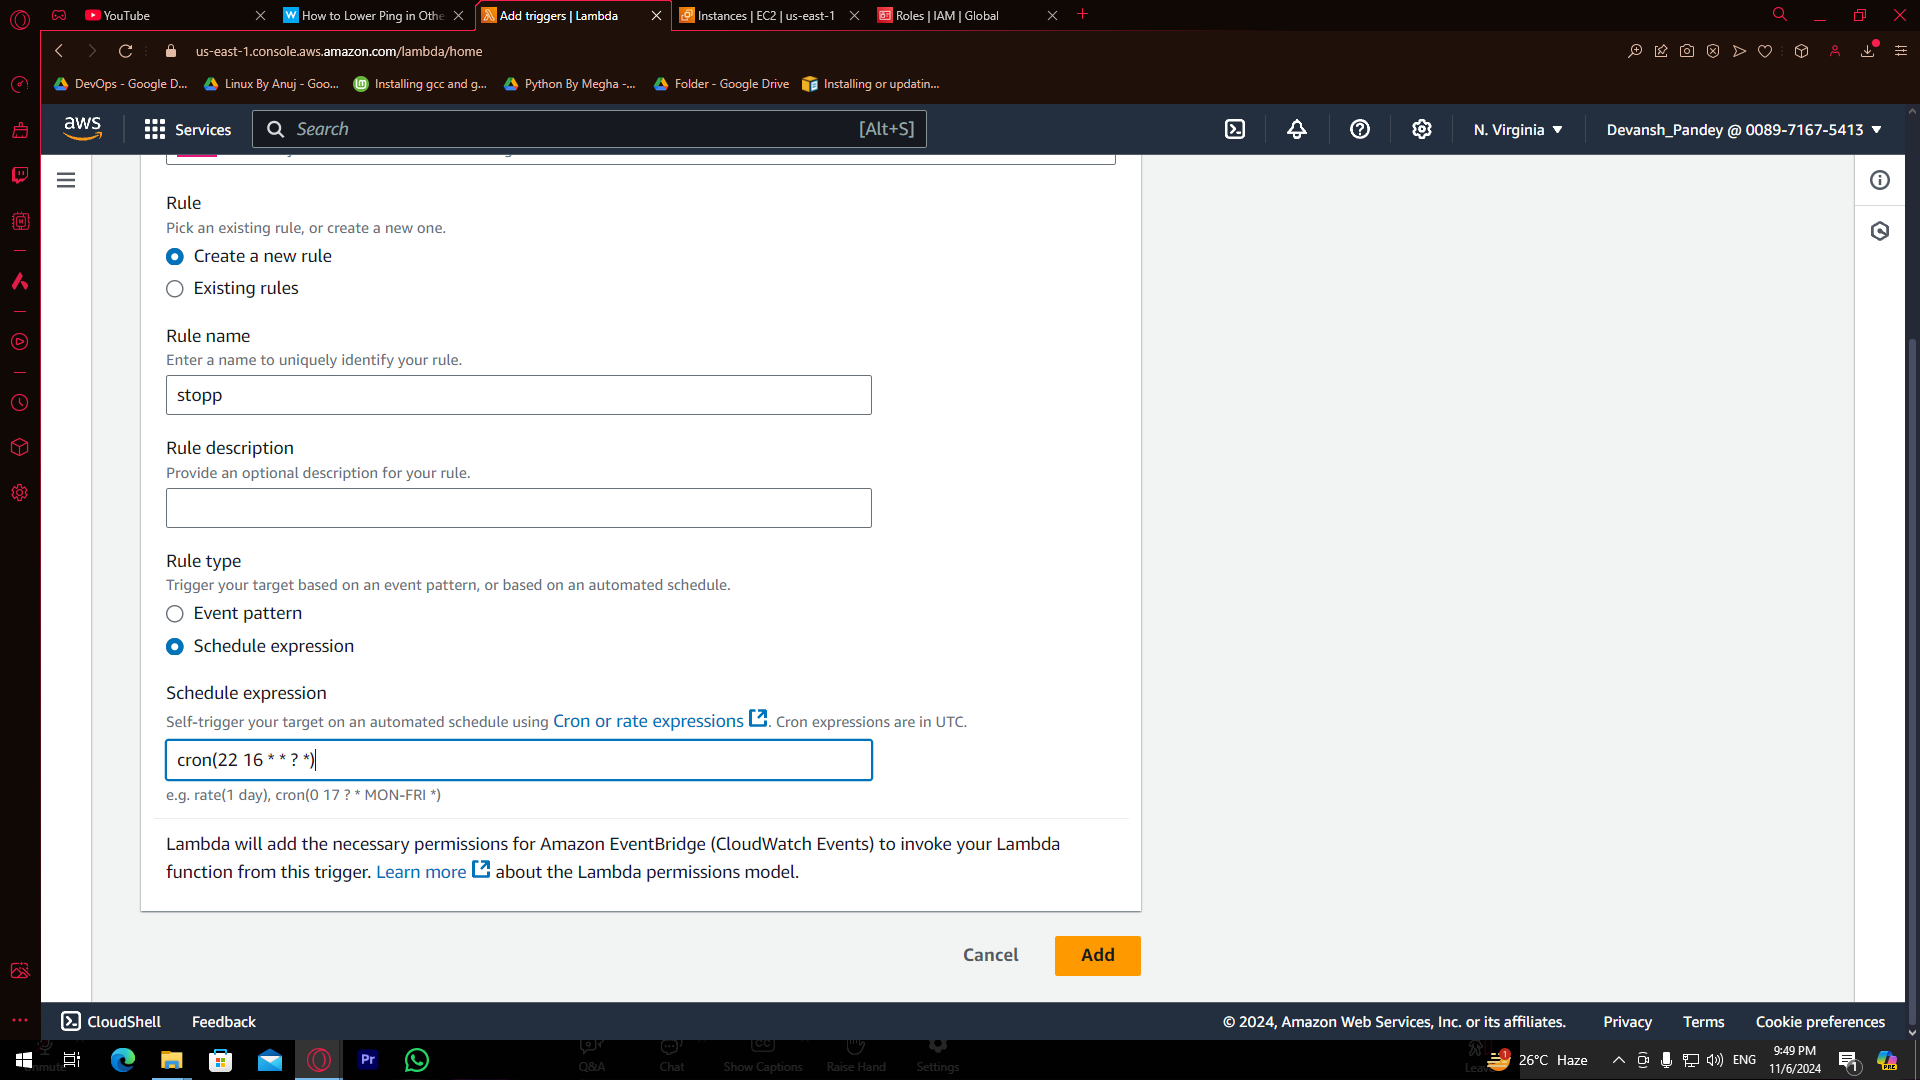 YouTube
How to Lower Ping in Othe
Add triggers | Lambda
Instances | EC2 | us-east-1
Roles | IAM | Global
us-east-1.console.aws.amazon.com/lambda/home
DevOps - Google D...
Linux By Anuj - Goo...
Installing gcc and g...
Python By Megha -...
Folder - Google Drive
Installing or updatin...
aws
Services
Search
[Alt+S]
N. Virginia
Devansh_Pandey @ 0089-7167-5413
Rule
Pick an existing rule, or create a new one.
Create a new rule
Existing rules
Rule name
Enter a name to uniquely identify your rule.
stopp
Rule description
Provide an optional description for your rule.
Rule type
Trigger your target based on an event pattern, or based on an automated schedule.
Event pattern
Schedule expression
Schedule expression
Self-trigger your target on an automated schedule using Cron or rate expressions. Cron expressions are in UTC.
cron(22 16 * * ? *)
e.g. rate(1 day), cron(0 17 ? * MON-FRI *)
Lambda will add the necessary permissions for Amazon EventBridge (CloudWatch Events) to invoke your Lambda
function from this trigger. Learn more about the Lambda permissions model.
Cancel
Add
CloudShell
Feedback
© 2024, Amazon Web Services, Inc. or its affiliates.
Privacy
Terms
Cookie preferences
Pr
Q&A
Chat
Show Captions
Raise Hand
Settings
1
26°C Haze
ENG
9:49 PM
11/6/2024
1